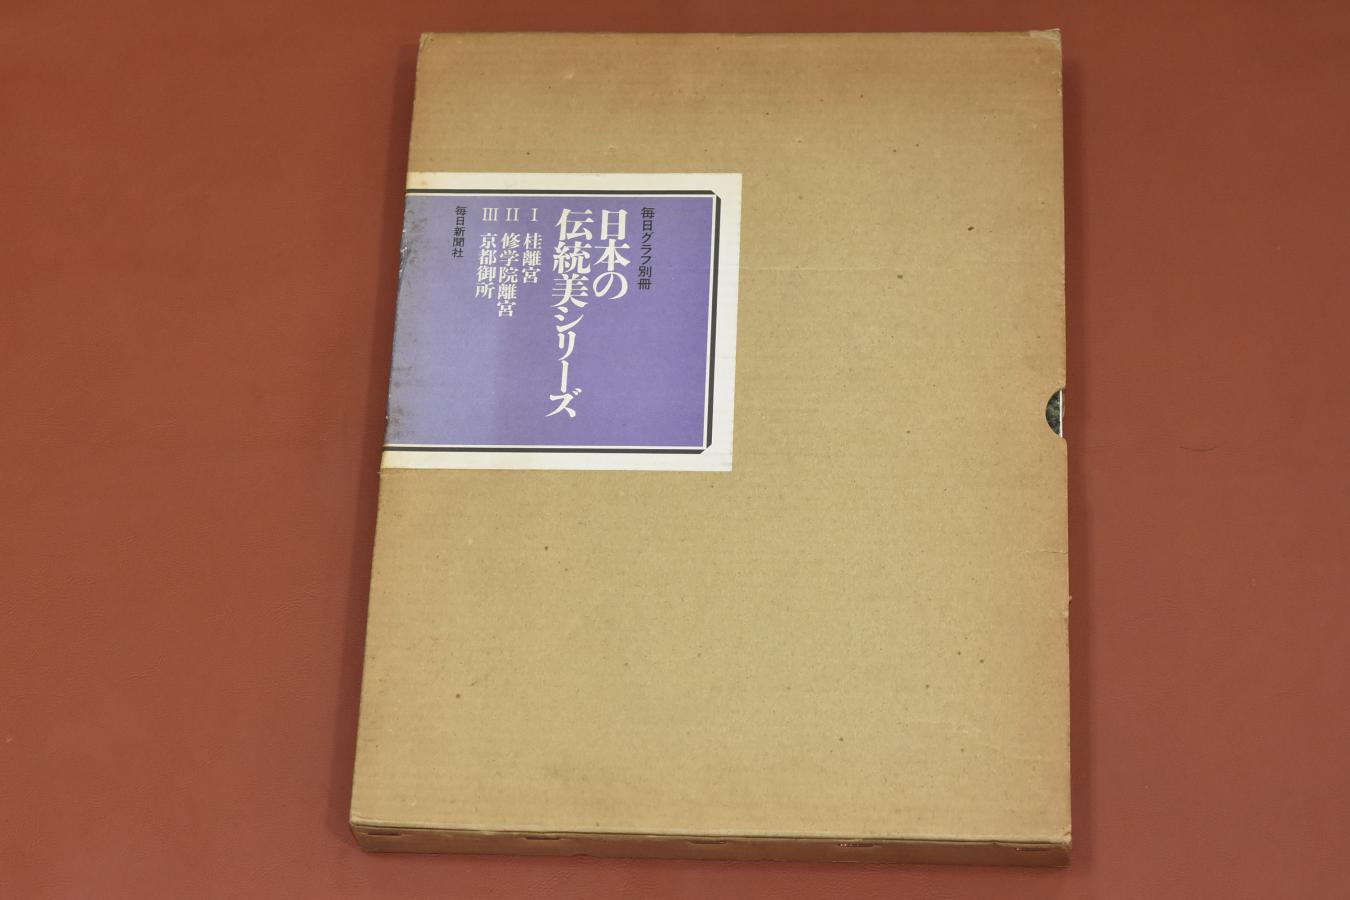 毎日グラフ別冊
日本の
伝統美シリーズ
I 桂離宮
II 修学院離宮
III 京都御所
毎日新聞社